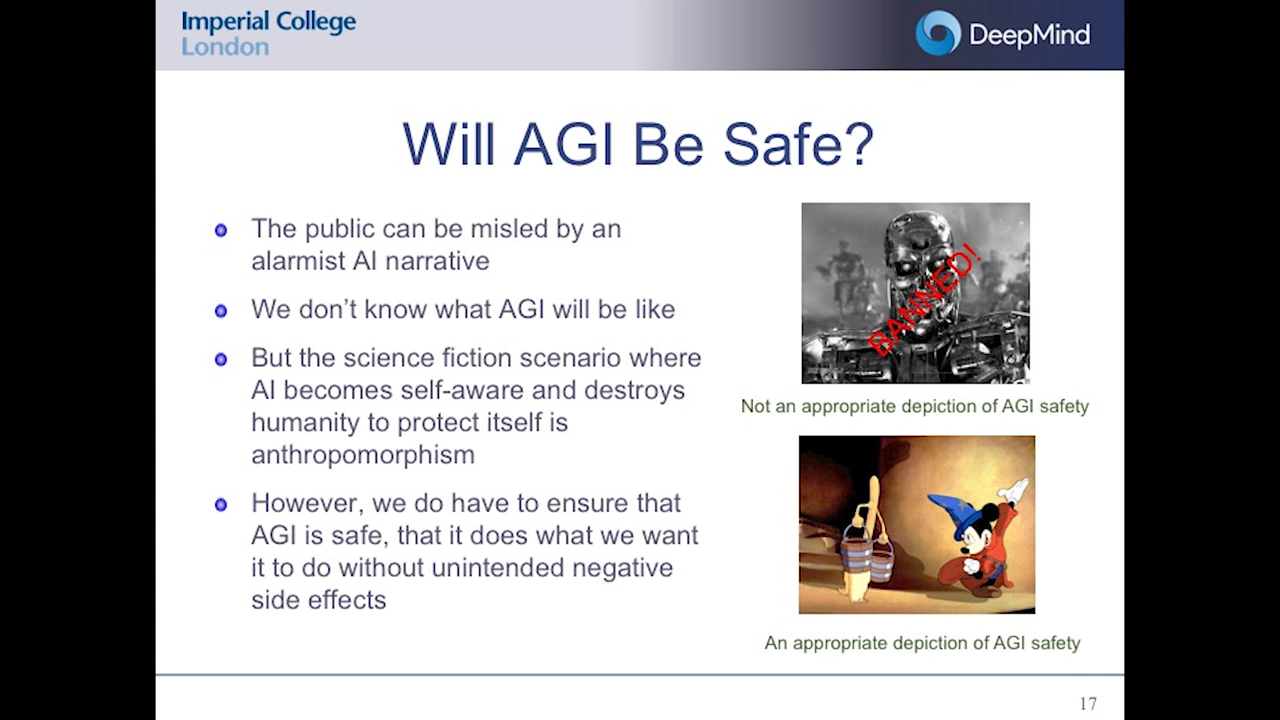 Imperial College
London
DeepMind
Will AGI Be Safe?
The public can be misled by an
alarmist AI narrative
We don’t know what AGI will be like
But the science fiction scenario where
AI becomes self-aware and destroys
humanity to protect itself is
anthropomorphism
However, we do have to ensure that
AGI is safe, that it does what we want
it to do without unintended negative
side effects
BANNED!
Not an appropriate depiction of AGI safety
An appropriate depiction of AGI safety
17